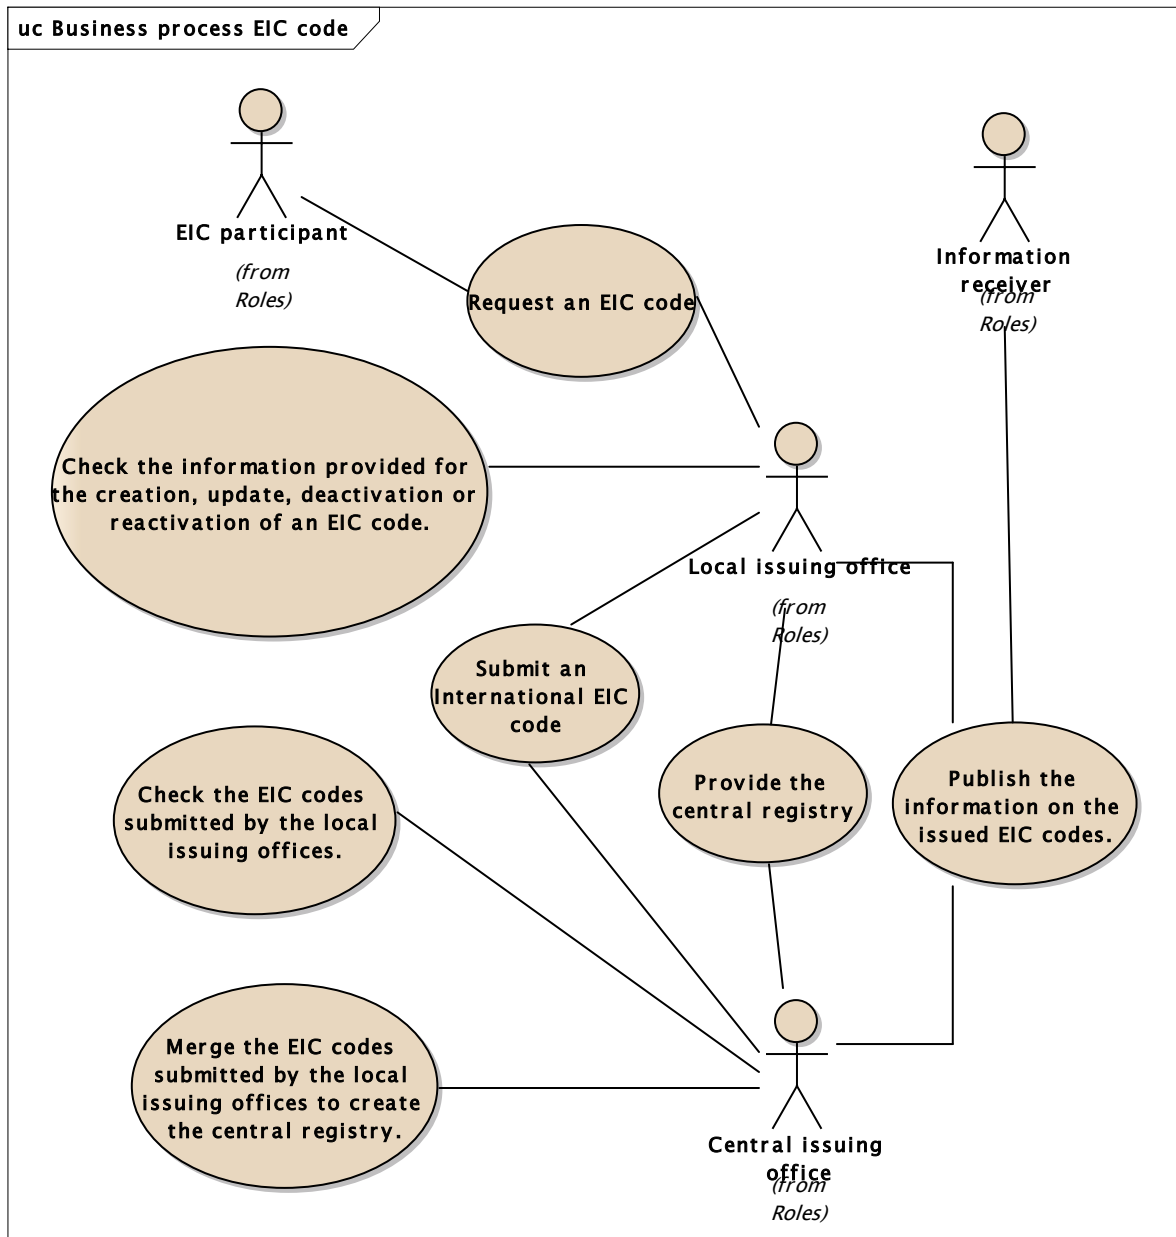 uc Business process EIC code
EIC participant
(from
Roles)
Information
receiver
(from
Roles)
Request an EIC code
Check the information provided for
the creation, update, deactivation or
reactivation of an EIC code.
Local issuing office
(from
Roles)
Submit an
International EIC
code
Check the EIC codes
submitted by the local
issuing offices.
Provide the
central registry
Publish the
information on the
issued EIC codes.
Merge the EIC codes
submitted by the local
issuing offices to create
the central registry.
Central issuing
office
(from
Roles)